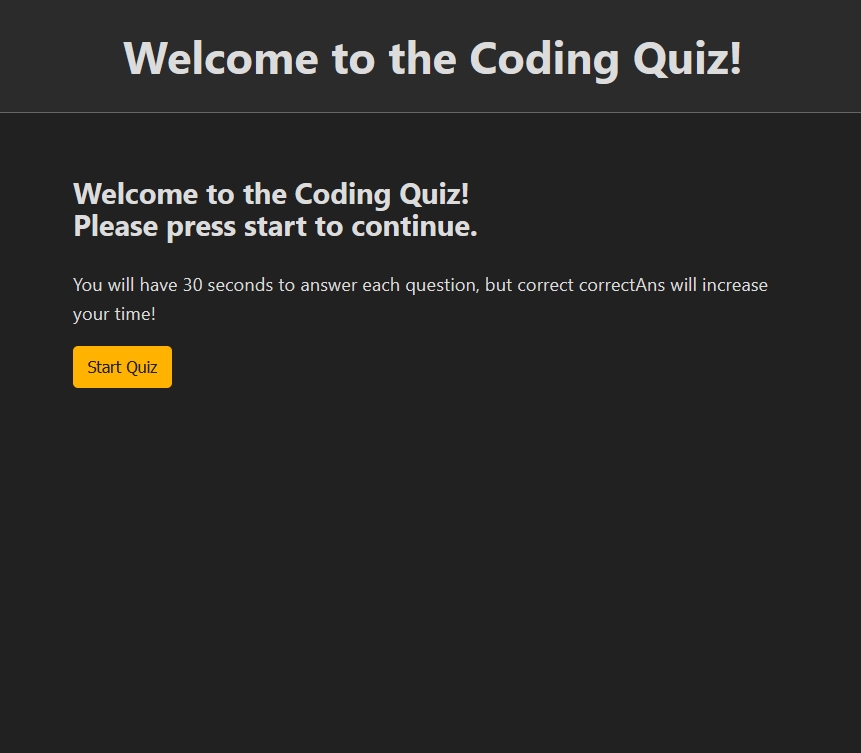 Welcome to the Coding Quiz!
Welcome to the Coding Quiz!
Please press start to continue.
You will have 30 seconds to answer each question, but correct correctAns will increase
your time!
Start Quiz